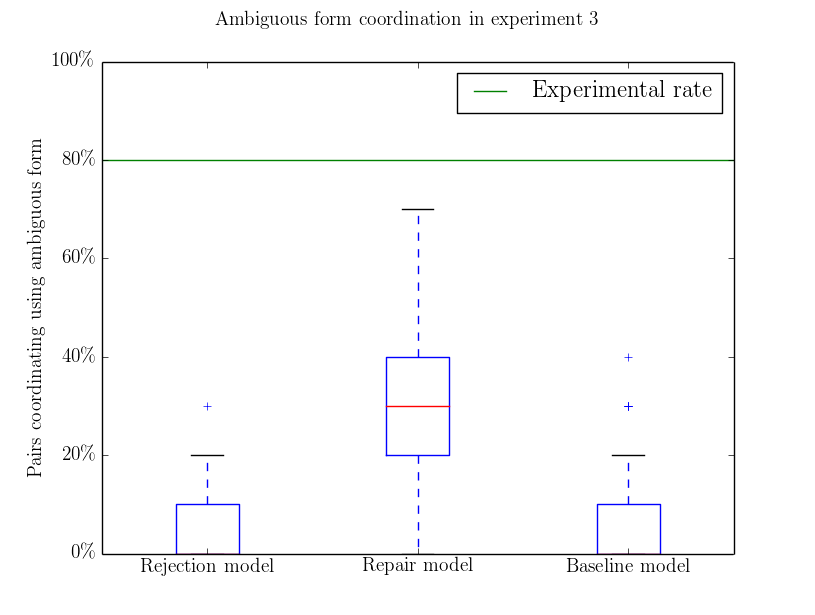 Ambiguous form coordination in experiment 3
Experimental rate
Pairs coordinating using ambiguous form
100%
80%
60%
40%
20%
0%
Rejection model
Repair model
Baseline model